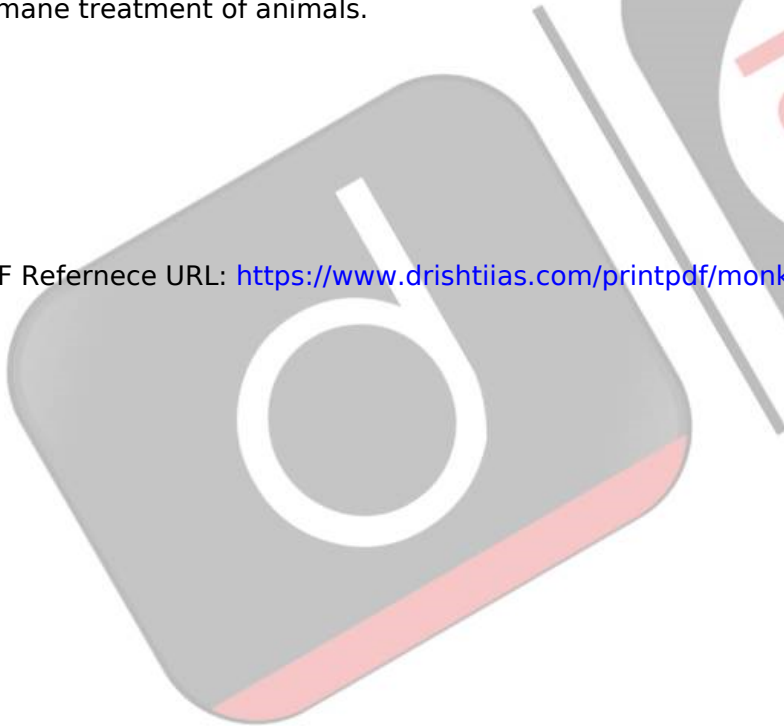 mane treatment of animals.
F Refernece URL: https://www.drishtiias.com/printpdf/monk
d